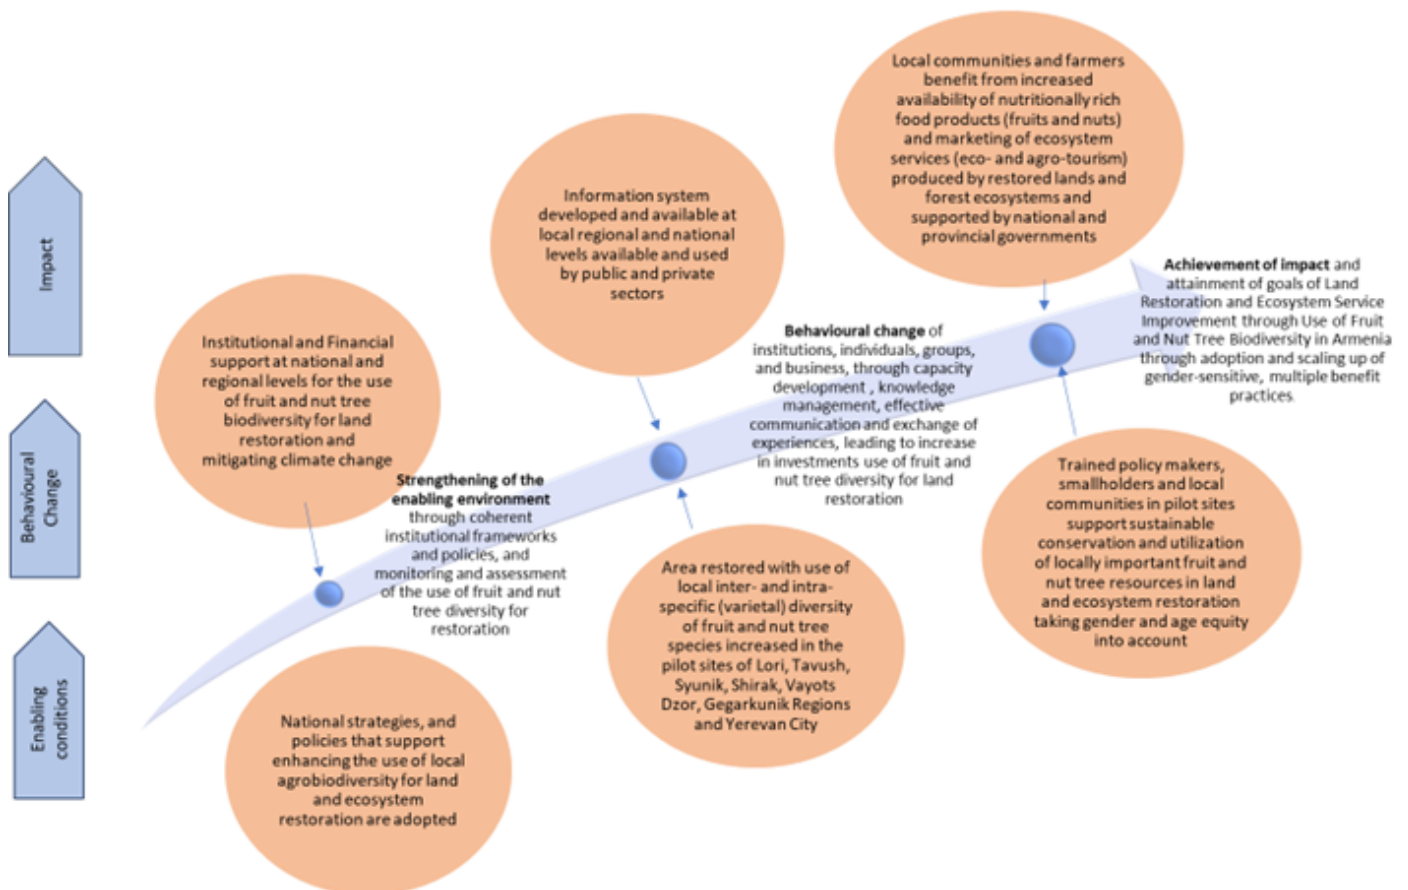 Impact
Behavioural
Change
Enabling
conditions
Institutional and Financial
support at national and
regional levels for the use
of fruit and nut tree
biodiversity for land
restoration and
mitigating climate change
National strategies, and
policies that support
enhancing the use of local
agrobiodiversity for land
and ecosystem
restoration are adopted
Strengthening of the
enabling environment
through coherent
institutional frameworks
and policies, and
monitoring and assessment
of the use of fruit and nut
tree diversity for
restoration
Information system
developed and available at
local regional and national
levels available and used
by public and private
sectors
Area restored with use of
local inter- and intra-
specific (varietal) diversity
of fruit and nut tree
species increased in the
pilot sites of Lori, Tavush,
Syunik, Shirak, Vayots
Dzor, Gegarkunik Regions
and Yerevan City
Behavioural change of
institutions, individuals, groups,
and business, through capacity
development , knowledge
management, effective
communication and exchange of
experiences, leading to increase
in investments use of fruit and
nut tree diversity for land
restoration
Local communities and farmers
benefit from increased
availability of nutritionally rich
food products (fruits and nuts)
and marketing of ecosystem
services (eco- and agro-tourism)
produced by restored lands and
forest ecosystems and
supported by national and
provincial governments
Trained policy makers,
smallholders and local
communities in pilot sites
support sustainable
conservation and utilization
of locally important fruit and
nut tree resources in land
and ecosystem restoration
taking gender and age equity
into account
Achievement of impact and
attainment of goals of Land
Restoration and Ecosystem Service
Improvement through Use of Fruit
and Nut Tree Biodiversity in Armenia
through adoption and scaling up of
gender-sensitive, multiple benefit
practices